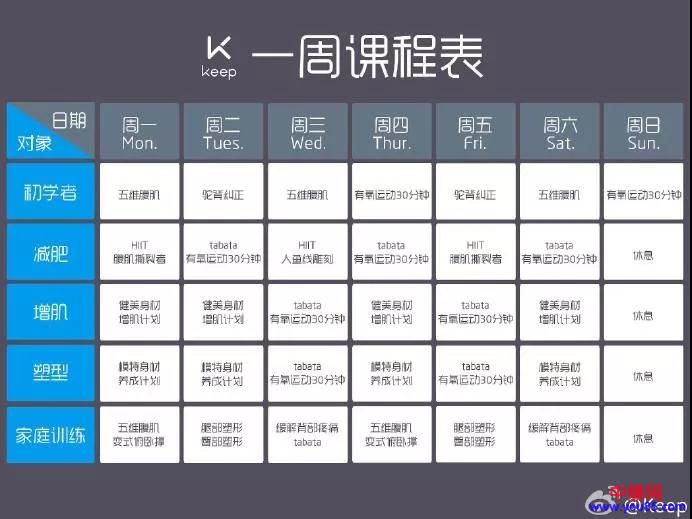 K 一周课程表
keep
日期
对象
周一 周二 周三 周四 周五 周六 周日
Mon. Tues. Wed. Thur. Fri. Sat. Sun.
初学者 五维腹肌 驼背纠正 五维腹肌 有氧运动30分钟 驼背纠正 五维腹肌 有氧运动30分钟
减肥
HIIT tabata HIIT tabata HIIT tabata
腹肌撕裂者 有氧运动30分钟 人鱼线雕刻 有氧运动30分钟 腹肌撕裂者 有氧运动30分钟 休息
增肌
健美身材 健美身材 tabata 健美身材 tabata 健美身材
增肌计划 增肌计划 有氧运动30分钟 增肌计划 有氧运动30分钟 增肌计划 休息
塑型
模特身材 模特身材 tabata 模特身材 tabata 模特身材
养成计划 养成计划 有氧运动30分钟 养成计划 有氧运动30分钟 养成计划 休息
家庭训练
五维腹肌 腿部塑形 缓解背部疼痛 五维腹肌 腿部塑形 缓解背部疼痛
变式俯卧撑 臀部塑形 tabata 变式俯卧撑 臀部塑形 tabata 休息
@Keep